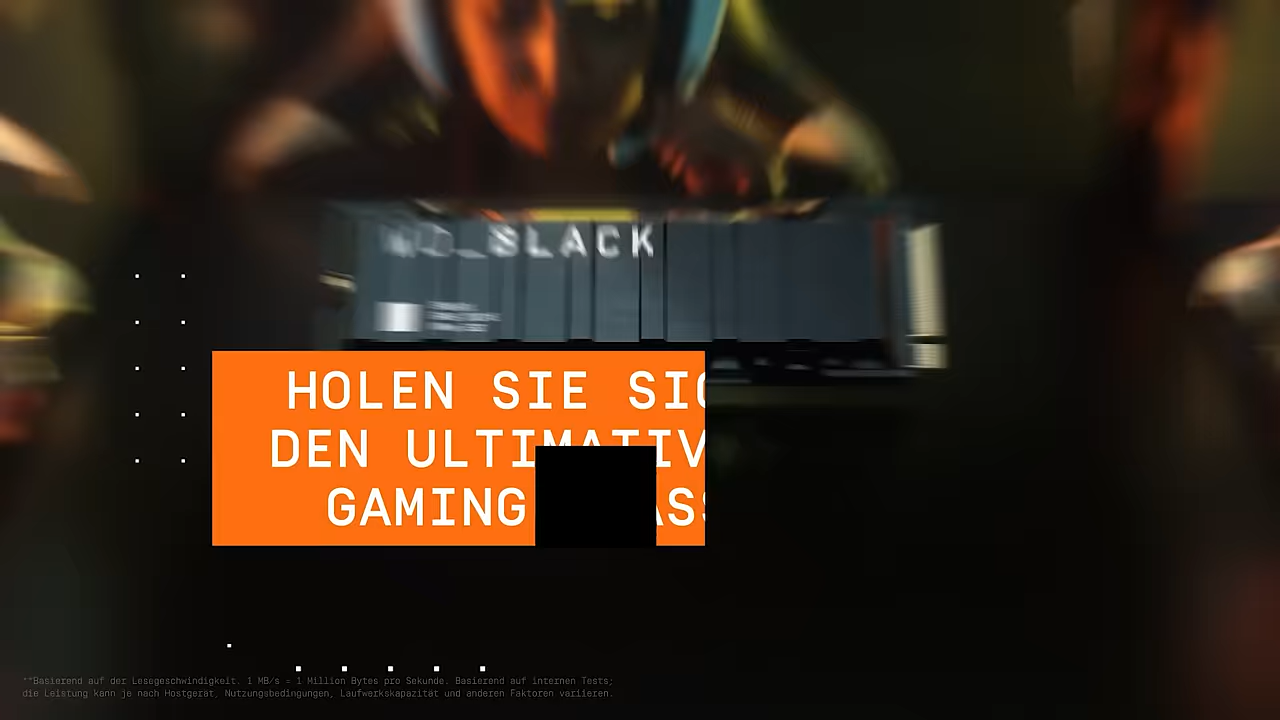 WD_BLACK
HOLEN SIE SIC
DEN ULTIMATIV
GAMING ASS
**Basierend auf der Lesegeschwindigkeit. 1 MB/s = 1 Million Bytes pro Sekunde. Basierend auf internen Tests;
die Leistung kann je nach Hostgerät, Nutzungsbedingungen, Laufwerkskapazität und anderen Faktoren variieren.